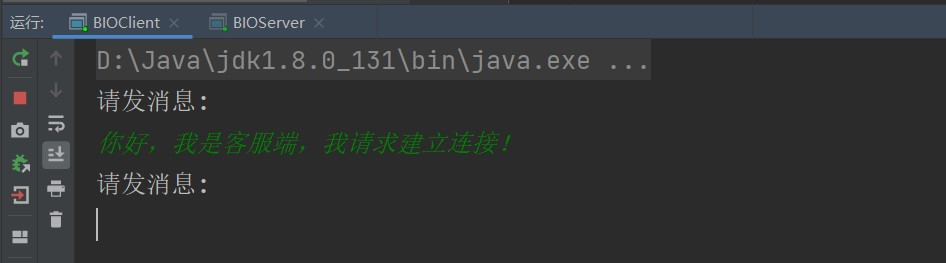 运行: BIOClient × BIOServer ×
D:\Java\jdk1.8.0_131\bin\java.exe ...
请发消息:
你好，我是客服端，我请求建立连接!
请发消息: